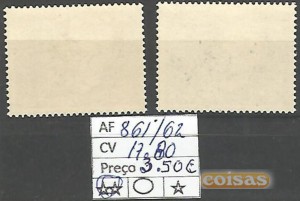 AF 861/62
CV 17.80
Preço 3.50€
coisas